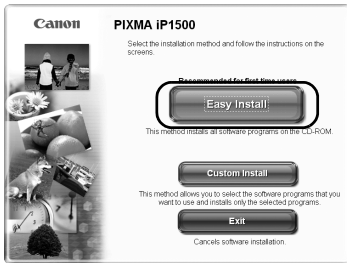 Canon
PIXMA iP1500
Select the installation method and follow the instructions on the
screens.
Recommended for first time users
Easy Install
This method installs all software programs on the CD-ROM.
Custom Install
This method allows you to select the software programs that you
want to use and installs only the selected programs.
Exit
Cancels software installation.